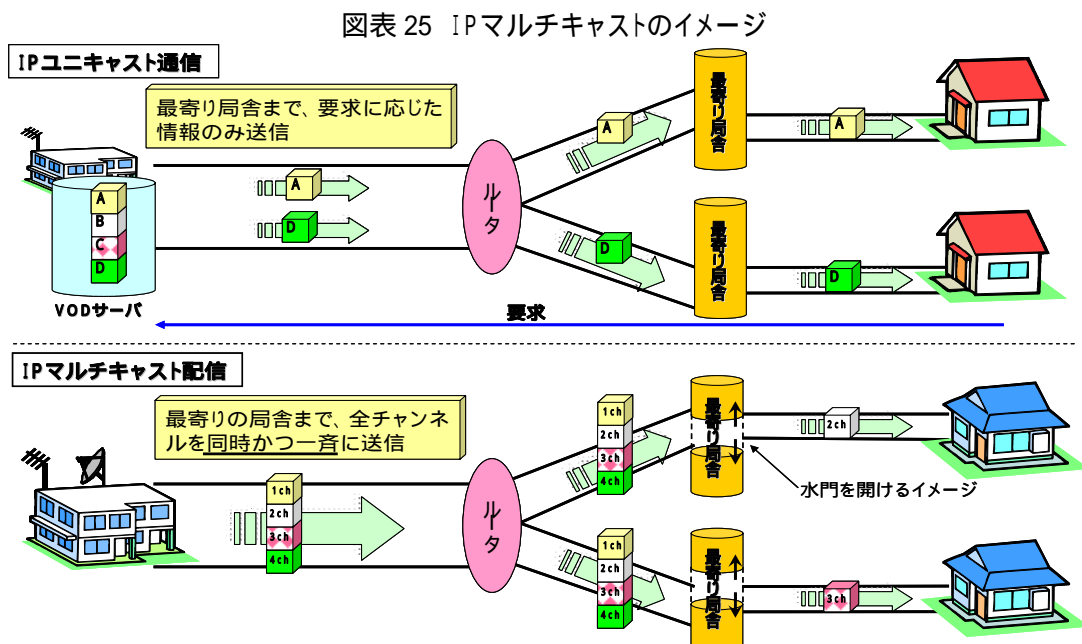 図表 25 IPマルチキャストのイメージ
IPユニキャスト通信
最寄り局舎まで、要求に応じた
情報のみ送信
A
B
C
D
VODサーバ
A
D
ルータ
A
D
最寄り局舎
最寄り局舎
A
D
要求
IPマルチキャスト配信
最寄りの局舎まで、全チャンネ
ルを同時かつ一斉に送信
1ch
2ch
3ch
4ch
ルータ
1ch
2ch
3ch
4ch
1ch
2ch
3ch
4ch
最寄り局舎
最寄り局舎
2ch
水門を開けるイメージ
3ch